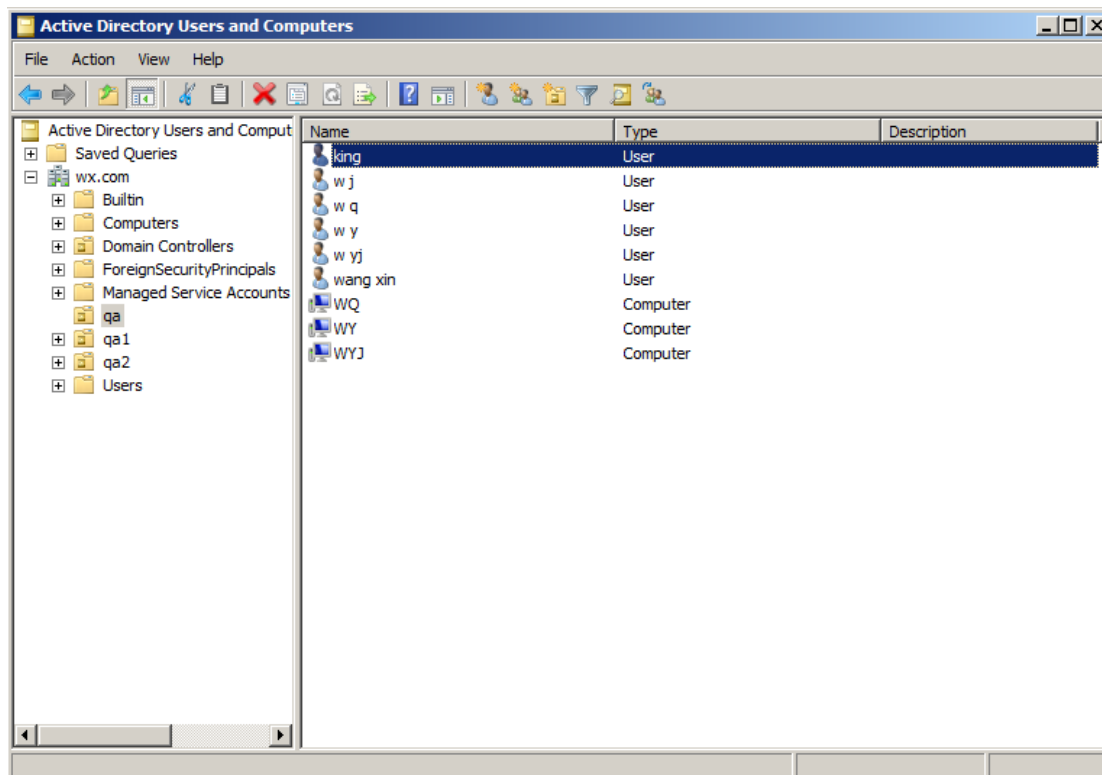 Active Directory Users and Computers
File Action View Help
Active Directory Users and Comput
Saved Queries
wx.com
Builtin
Computers
Domain Controllers
ForeignSecurityPrincipals
Managed Service Accounts
qa
qa1
qa2
Users
Name Type Description
king User
w j User
w q User
w y User
w yj User
wang xin User
WQ Computer
WY Computer
WYJ Computer